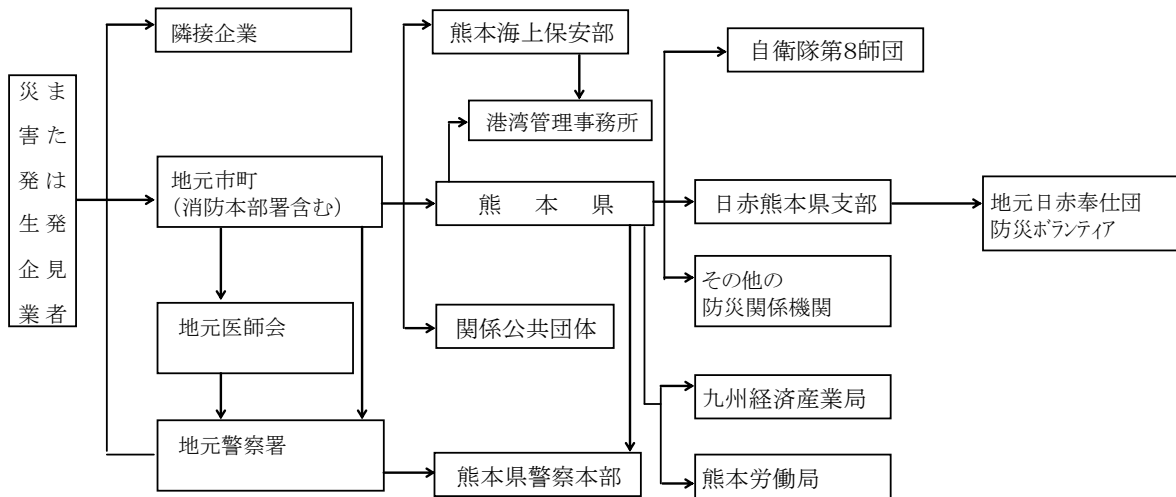 災害発生企業
または発見者
隣接企業
地元市町
(消防本部署含む)
地元医師会
地元警察署
熊本海上保安部
港湾管理事務所
熊本県
関係公共団体
熊本県警察本部
自衛隊第8師団
日赤熊本県支部
その他の
防災関係機関
九州経済産業局
熊本労働局
地元日赤奉仕団
防災ボランティア